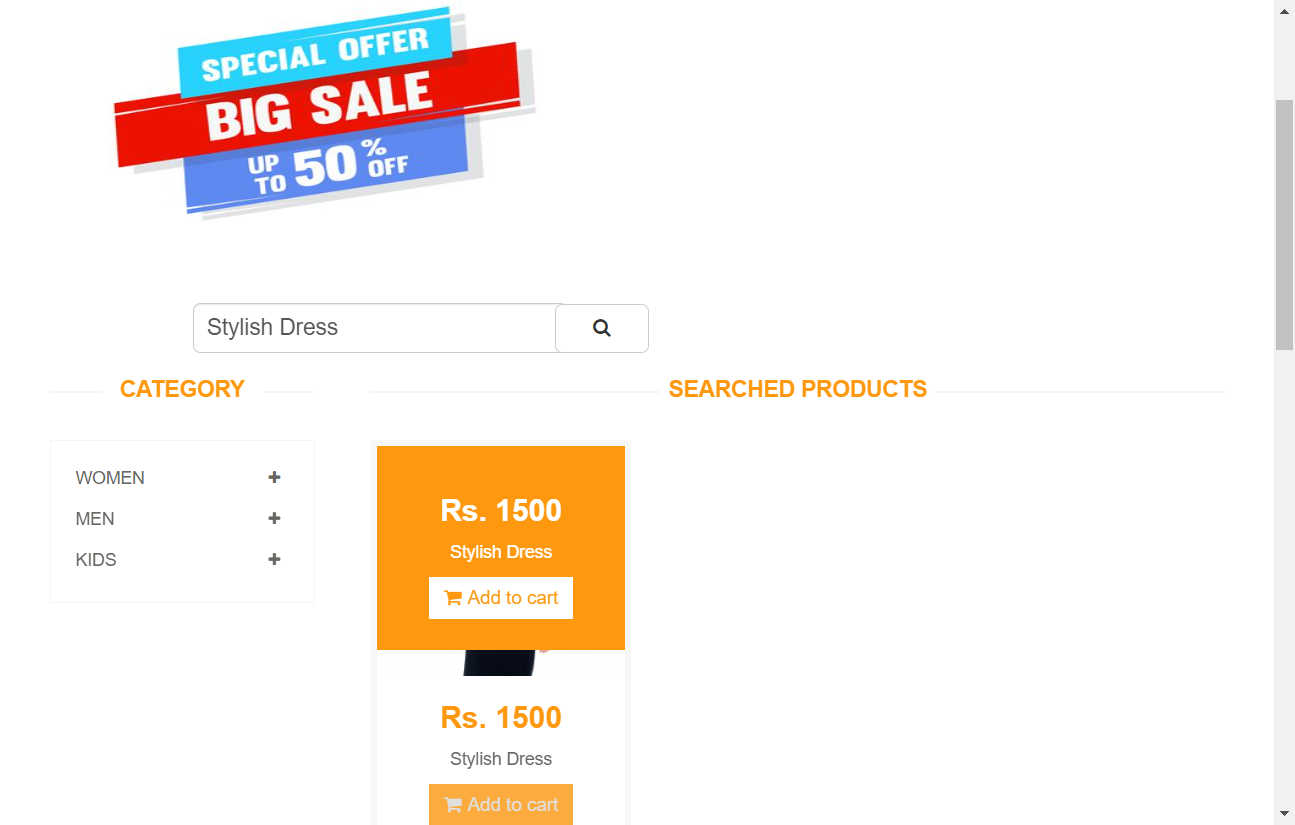 SPECIAL OFFER
BIG SALE
UP TO 50% OFF
Stylish Dress
CATEGORY
WOMEN
MEN
KIDS
SEARCHED PRODUCTS
Rs. 1500
Stylish Dress
Add to cart
Rs. 1500
Stylish Dress
Add to cart